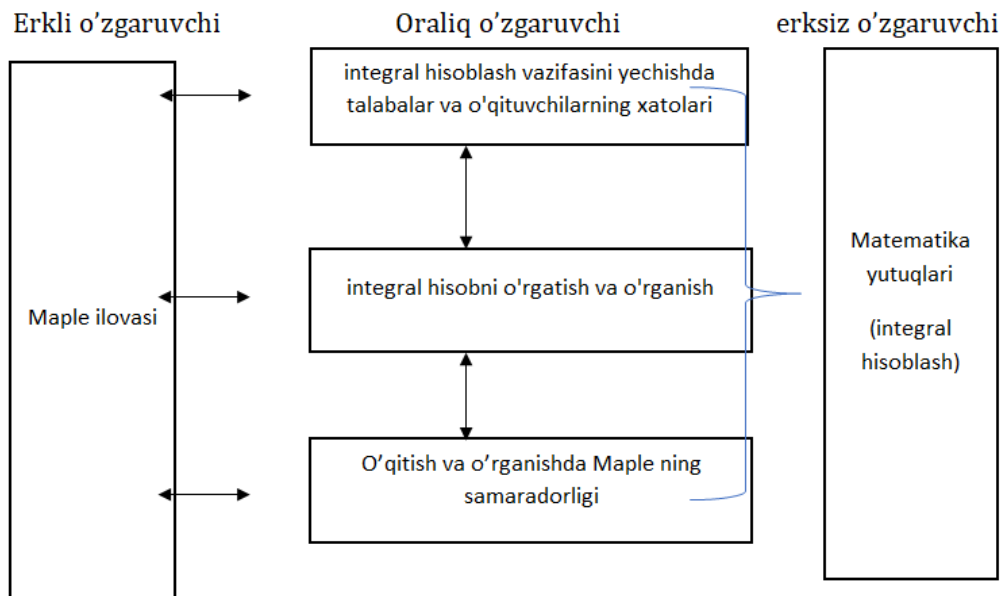 Erkli o’zgaruvchi
Oraliq o’zgaruvchi
erksiz o’zgaruvchi
Maple ilovasi
integral hisoblash vazifasini yechishda
talabalar va o'qituvchilarning xatolari
integral hisobni o'rgatish va o'rganish
O’qitish va o’rganishda Maple ning
samaradorligi
Matematika
yutuqlari
(integral
hisoblash)